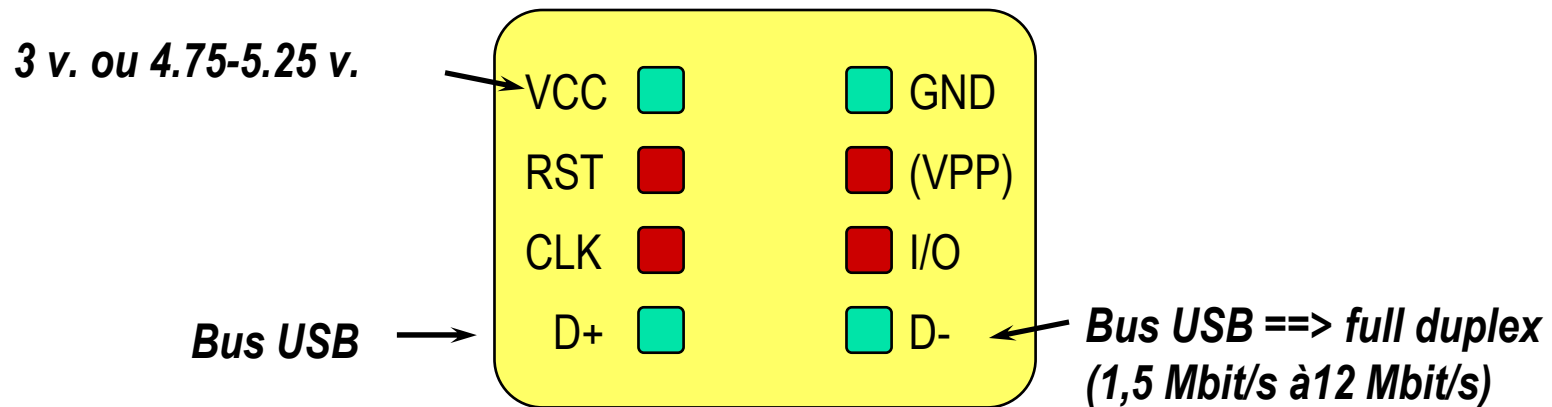 3 v. ou 4.75-5.25 v.
VCC GND
RST (VPP)
CLK I/O
Bus USB D+ D- Bus USB ==> full duplex
(1,5 Mbit/s à12 Mbit/s)